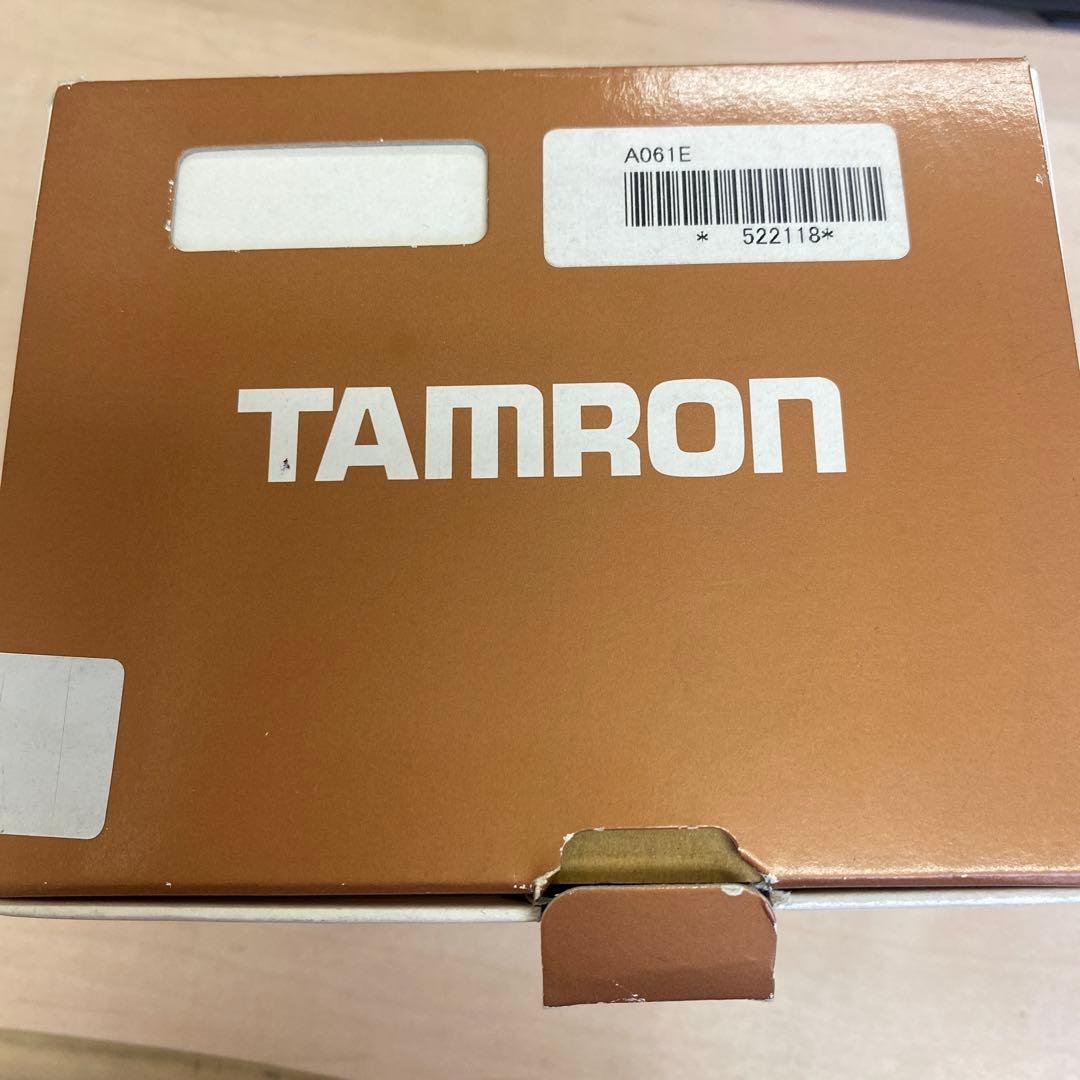 A061E
* 522118*
TAMRON